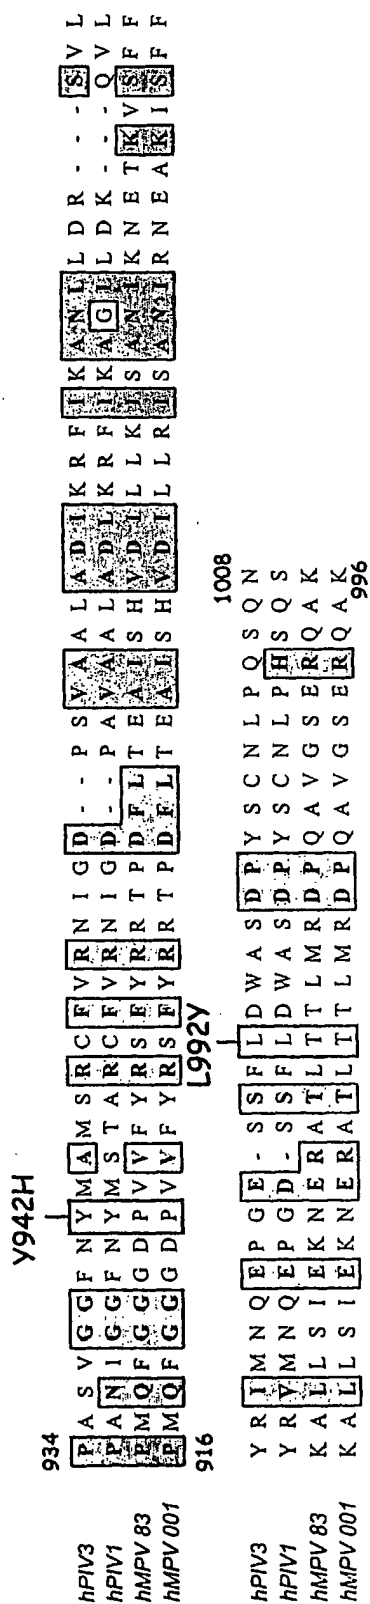 Y942H
934
hPIV3 P A S V G G F N Y M A M S R C F V R N I G D - - P S V A A L A D I K R F I K A N L L D R - - - S V L
hPIV1 P A N I G G F N Y M S T A R C F V R N I G D - - P A V A A L A D L K R F I K A G L L D K - - - Q V L
hMPV 83 P M Q F G G G D P V V F Y R S F Y R R T P D F L T E A I S H V D I L L K I S A N I K N E T K V S F F
hMPV 001 P M Q F G G G D P V V F Y R S F Y R R T P D F L T E A I S H V D I L L R I S A N I R N E A K I S F F
916
L992Y
1008
hPIV3 Y R I M N Q E P G E - S S F L D W A S D P Y S C N L P Q S Q N
hPIV1 Y R V M N Q E P G D - S S F L D W A S D P Y S C N L P H S Q S
hMPV 83 K A L L S I E K N E R A T L T T L M R D P Q A V G S E R Q A K
hMPV 001 K A L L S I E K N E R A T L T T L M R D P Q A V G S E R Q A K
996